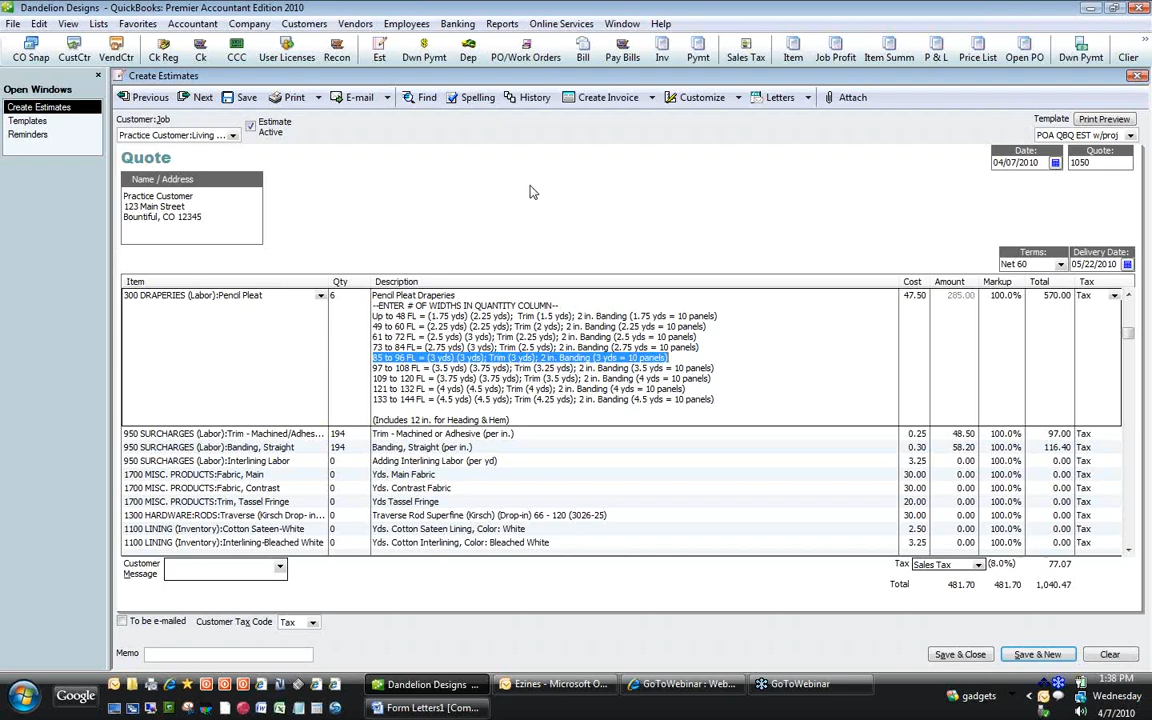 Dandelion Designs - QuickBooks: Premier Accountant Edition 2010
File Edit View Lists Favorites Accountant Company Customers Vendors Employees Banking Reports Online Services Window Help
CO Snap CustCtr VendCtr Ck Reg Ck CCC User Licenses Recon Est Dwn Pymt Dep PO/Work Orders Bill Pay Bills Inv Pymt Sales Tax Item Job Profit Item Summ P & L Price List Open PO Dwn Pymt Clier
Open Windows
Create Estimates
Templates
Reminders
Create Estimates
Previous Next Save Print E-mail Find Spelling History Create Invoice Customize Letters Attach
Customer:Job
Practice Customer:Living ...
Estimate
Active
Template Print Preview
POA QBQ EST w/proj
Quote
Date: Quote:
04/07/2010 1050
Name / Address
Practice Customer
123 Main Street
Bountiful, CO 12345
Terms: Delivery Date:
Net 60 05/22/2010
Item Qty Description Cost Amount Markup Total Tax
300 DRAPERIES (Labor):Pencil Pleat 6 Pencil Pleat Draperies 47.50 285.00 100.0% 570.00 Tax
--ENTER # OF WIDTHS IN QUANTITY COLUMN--
Up to 48 FL = (1.75 yds) (2.25 yds); Trim (1.5 yds); 2 in. Banding (1.75 yds = 10 panels)
49 to 60 FL = (2.25 yds) (2.5 yds); Trim (2 yds); 2 in. Banding (2.25 yds = 10 panels)
61 to 72 FL = (2.5 yds) (3 yds); Trim (2.25 yds); 2 in. Banding (2.5 yds = 10 panels)
73 to 84 FL= (2.75 yds) (3 yds); Trim (2.5 yds); 2 in. Banding (2.75 yds = 10 panels)
85 to 96 FL = (3 yds) (3 yds); Trim (3 yds); 2 in. Banding (3 yds = 10 panels)
97 to 108 FL = (3.5 yds) (3.75 yds); Trim (3.25 yds); 2 in. Banding (3.5 yds = 10 panels)
109 to 120 FL = (3.75 yds) (3.75 yds); Trim (3.5 yds); 2 in. Banding (4 yds = 10 panels)
121 to 132 FL = (4 yds) (4.5 yds); Trim (4 yds); 2 in. Banding (4.5 yds = 10 panels)
133 to 144 FL = (4.5 yds) (4.5 yds); Trim (4.25 yds); 2 in. Banding (4.5 yds = 10 panels)
(Includes 12 in. for Heading & Hem)
950 SURCHARGES (Labor):Trim - Machined/Adhes... 194 Trim - Machined or Adhesive (per in.) 0.25 48.50 100.0% 97.00 Tax
950 SURCHARGES (Labor):Banding, Straight 194 Banding, Straight (per in.) 0.30 58.20 100.0% 116.40 Tax
950 SURCHARGES (Labor):Interlining Labor 0 Adding Interlining Labor (per yd) 3.25 0.00 100.0% 0.00 Tax
1700 MISC. PRODUCTS:Fabric, Main 0 Yds. Main Fabric 30.00 0.00 100.0% 0.00 Tax
1700 MISC. PRODUCTS:Fabric, Contrast 0 Yds. Contrast Fabric 30.00 0.00 100.0% 0.00 Tax
1700 MISC. PRODUCTS:Trim, Tassel Fringe 0 Yds Tassel Fringe 20.00 0.00 100.0% 0.00 Tax
1300 HARDWARE:RODS:Traverse (Kirsch Drop-in... 0 Traverse Rod Superfine (Kirsch) (Drop-in) 66 - 120 (3026-25) 30.00 0.00 100.0% 0.00 Tax
1100 LINING (Inventory):Cotton Sateen-White 0 Yds. Cotton Sateen Lining, Color: White 2.50 0.00 100.0% 0.00 Tax
1100 LINING (Inventory):Interlining-Bleached White 0 Yds. Cotton Interlining, Color: Bleached White 3.25 0.00 100.0% 0.00 Tax
Customer
Message
Tax Sales Tax (8.0%) 77.07
Total 481.70 481.70 1,040.47
To be e-mailed Customer Tax Code Tax
Memo
Save & Close Save & New Clear
Google
Dandelion Designs ... Ezines - Microsoft O... GoToWebinar : Web... GoToWebinar
Form Letters1 [Com...
gadgets
1:38 PM
Wednesday
4/7/2010